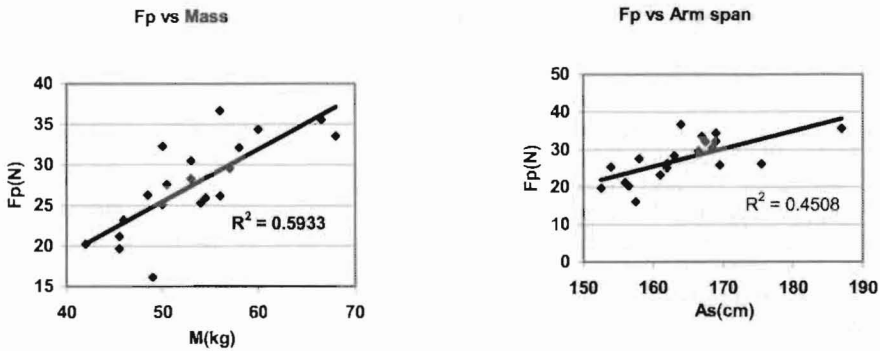 Fp vs Mass
Fp(N)
40
35
30
25
20
15
R² = 0.5933
40 50 60 70
M(kg)
Fp vs Arm span
Fp(N)
50
40
30
20
10
0
R² = 0.4508
150 160 170 180 190
As(cm)